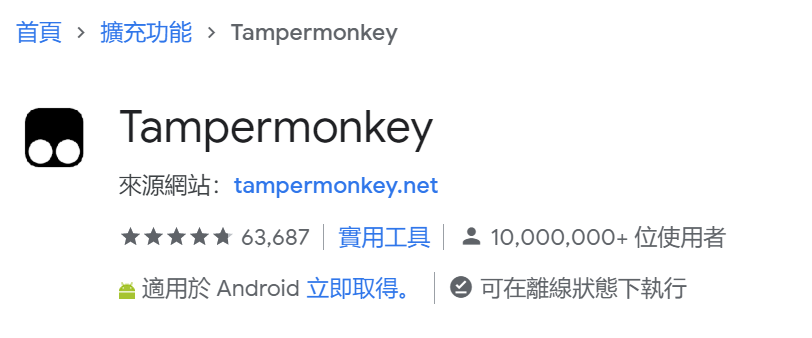 首頁 > 擴充功能 > Tampermonkey
Tampermonkey
來源網站：tampermonkey.net
★★★★★ 63,687 | 實用工具 | 10,000,000+ 位使用者
適用於 Android 立即取得。 | 可在離線狀態下執行